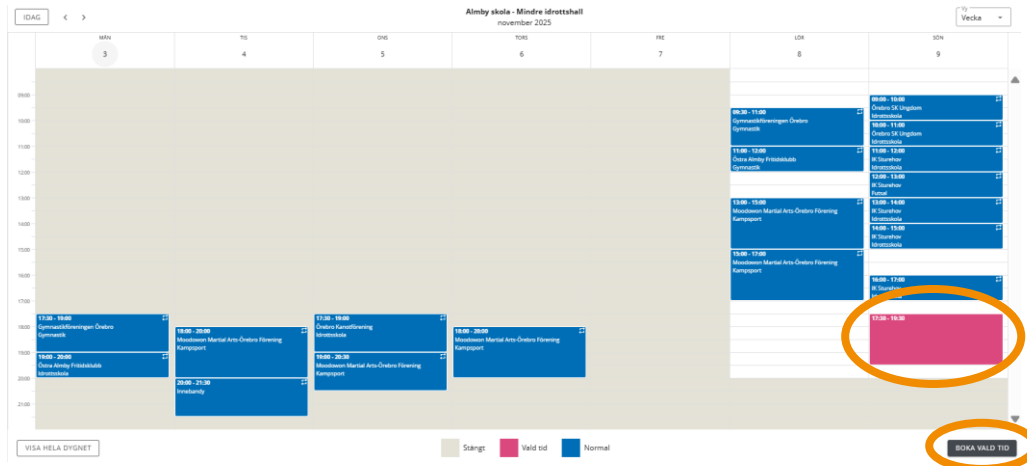 IDAG
Almby skola - Mindre idrottshall
november 2025
Vy
Vecka
MÅN
TIS
ONS
TORS
FRE
LÖR
SÖN
3
4
5
6
7
8
9
09:00
10:00
11:00
12:00
13:00
14:00
15:00
16:00
17:00
18:00
19:00
20:00
21:00
17:30 - 19:00
Gymnastikföreningen Örebro
Gymnastik
19:00 - 20:00
Östra Almby Fritidsklubb
Idrottsskola
18:00 - 20:00
Moodowon Martial Arts-Örebro Förening
Kampsport
20:00 - 21:30
Innebandy
17:30 - 19:00
Örebro Kanotförening
Idrottsskola
19:00 - 20:30
Moodowon Martial Arts-Örebro Förening
Kampsport
18:00 - 20:00
Moodowon Martial Arts-Örebro Förening
Kampsport
09:30 - 11:00
Gymnastikföreningen Örebro
Gymnastik
11:00 - 12:00
Östra Almby Fritidsklubb
Gymnastik
13:00 - 15:00
Moodowon Martial Arts-Örebro Förening
Kampsport
15:00 - 17:00
Moodowon Martial Arts-Örebro Förening
Kampsport
09:00 - 10:00
Örebro SK Ungdom
Idrottsskola
10:00 - 11:00
Örebro SK Ungdom
Idrottsskola
11:00 - 12:00
IK Sturehov
Idrottsskola
12:00 - 13:00
IK Sturehov
Futsal
13:00 - 14:00
IK Sturehov
Idrottsskola
14:00 - 15:00
IK Sturehov
Idrottsskola
16:00 - 17:00
IK Sturehov
Idrottsskola
17:30 - 19:30
VISA HELA DYGNET
Stängt
Vald tid
Normal
BOKA VALD TID